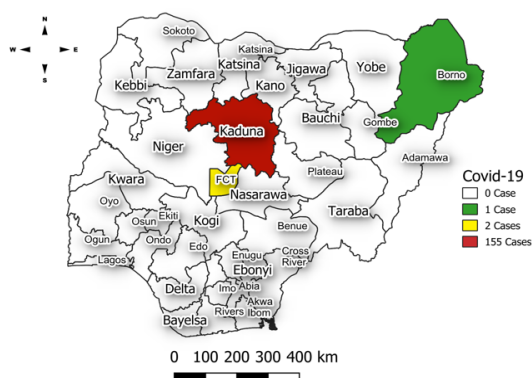 N
W E
S
Sokoto
Katsina
Zamfara
Katsina
Jigawa
Yobe
Borno
Kebbi
Kano
Kaduna
Bauchi
Gombe
Niger
Adamawa
FCT
Plateau
Kwara
Nasarawa
Oyo
Taraba
Kogi
Ekiti
Osun
Benue
Ogun
Ondo
Edo
Lagos
Enugu
Cross
River
Ebonyi
Delta
Imo
Abia
Akwa
Ibom
Bayelsa
Rivers
Covid-19
0 Case
1 Case
2 Cases
155 Cases
0 100 200 300 400 km